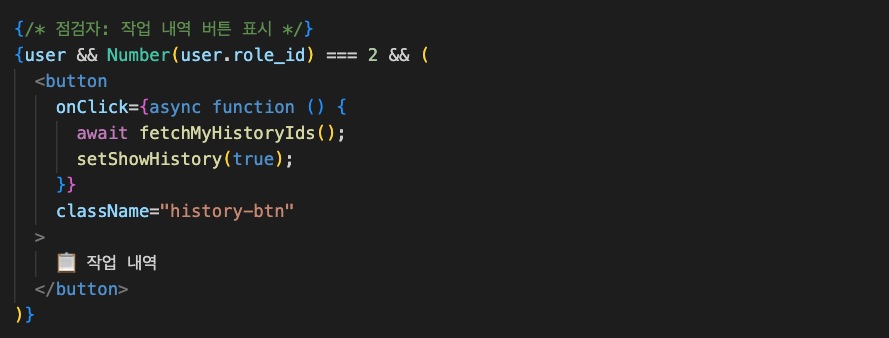 {/* 점검자: 작업 내역 버튼 표시 */}
{user && Number(user.role_id) === 2 && (
  <button
    onClick={async function () {
      await fetchMyHistoryIds();
      setShowHistory(true);
    }}
    className="history-btn"
  >
    📋 작업 내역
  </button>
)}